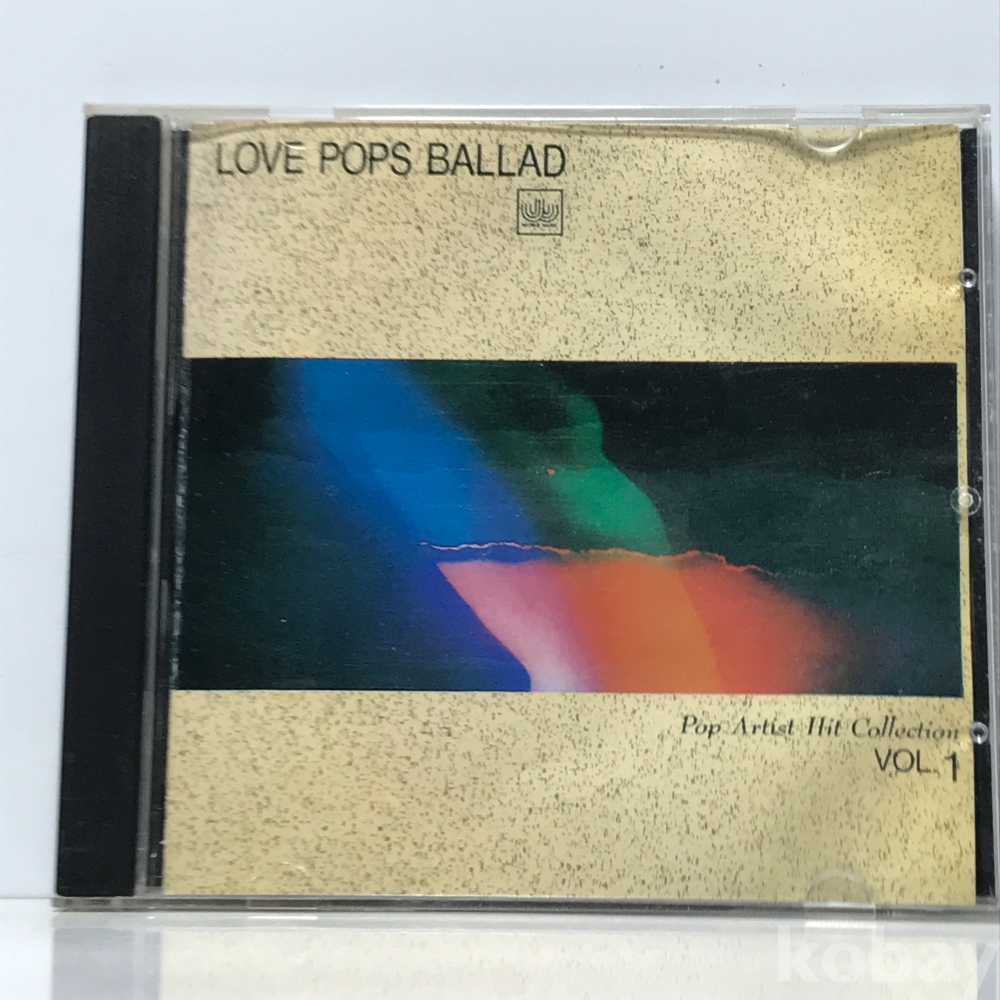 LOVE POPS BALLAD
Pop Artist Hit Collection
VOL. 1
kobay